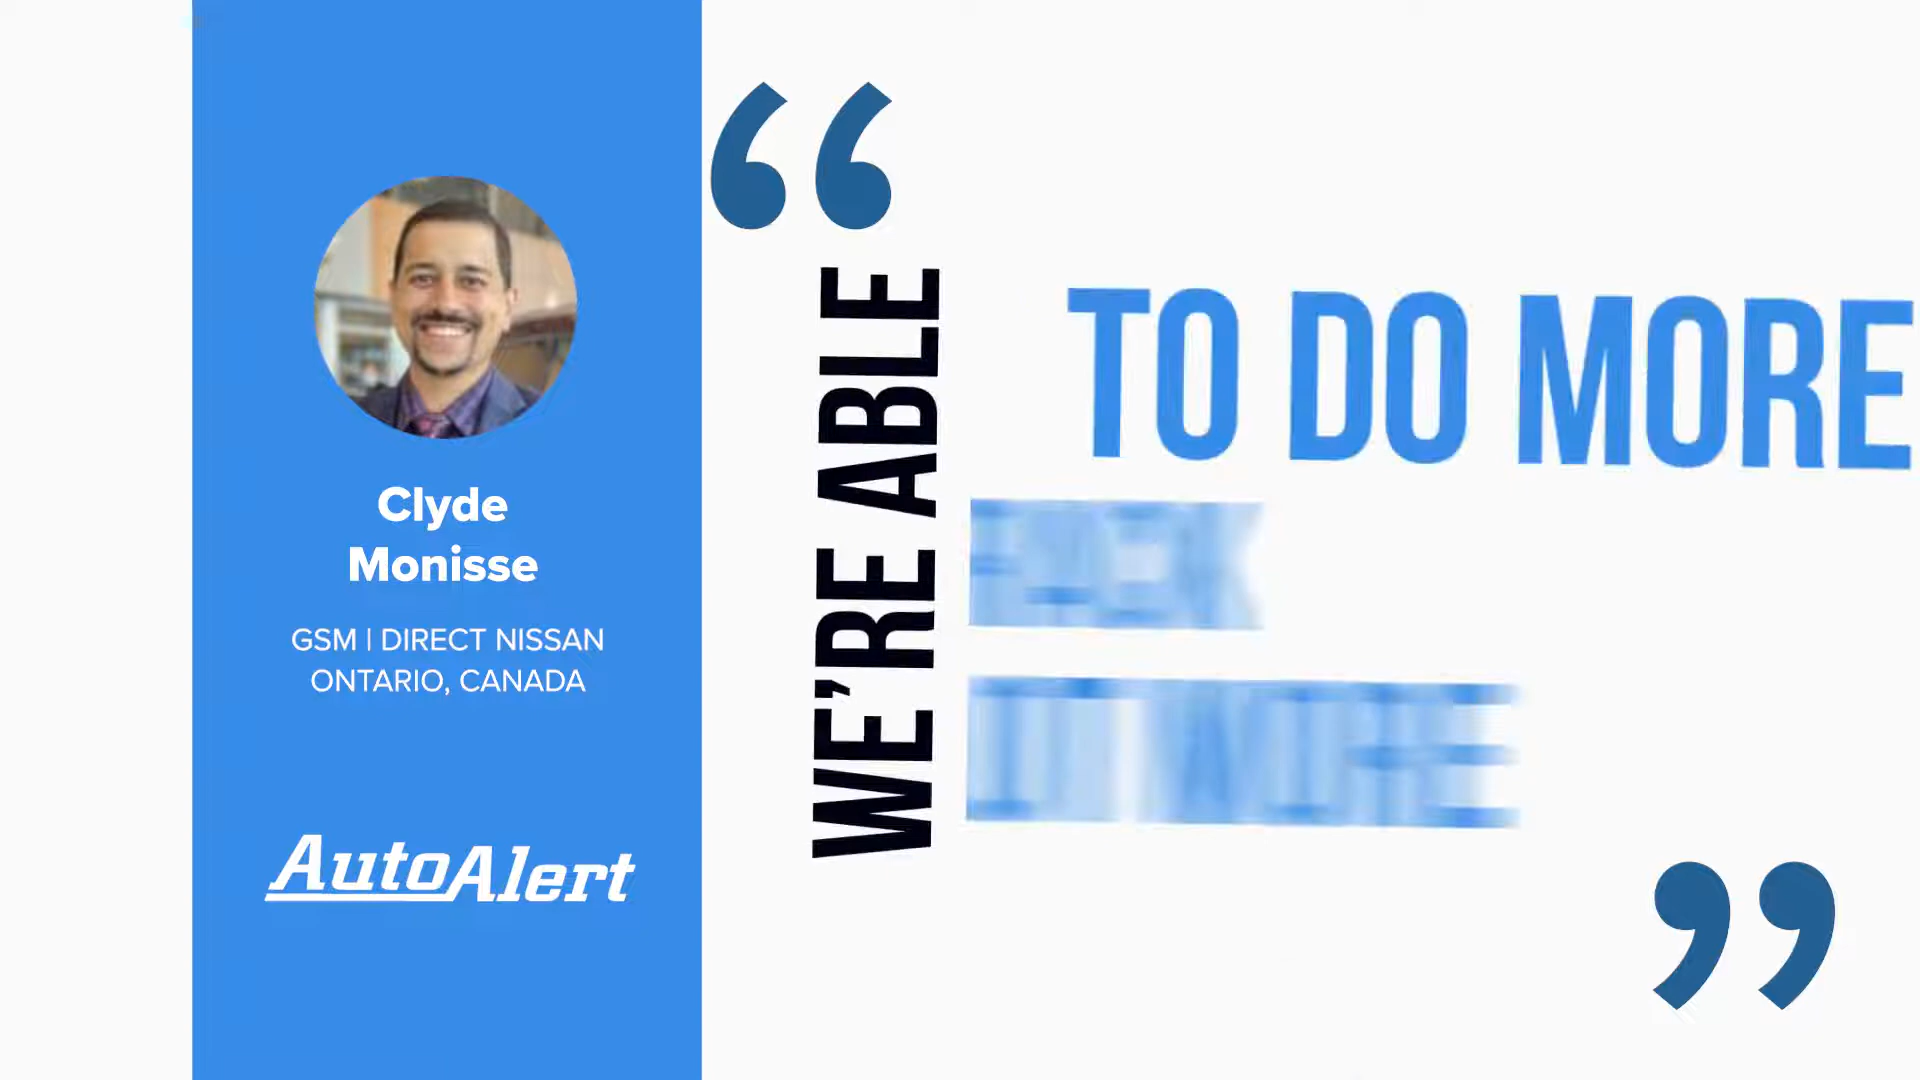 Clyde
Monisse
GSM | DIRECT NISSAN
ONTARIO, CANADA
AutoAlert
“
WE’RE ABLE
TO DO MORE
”